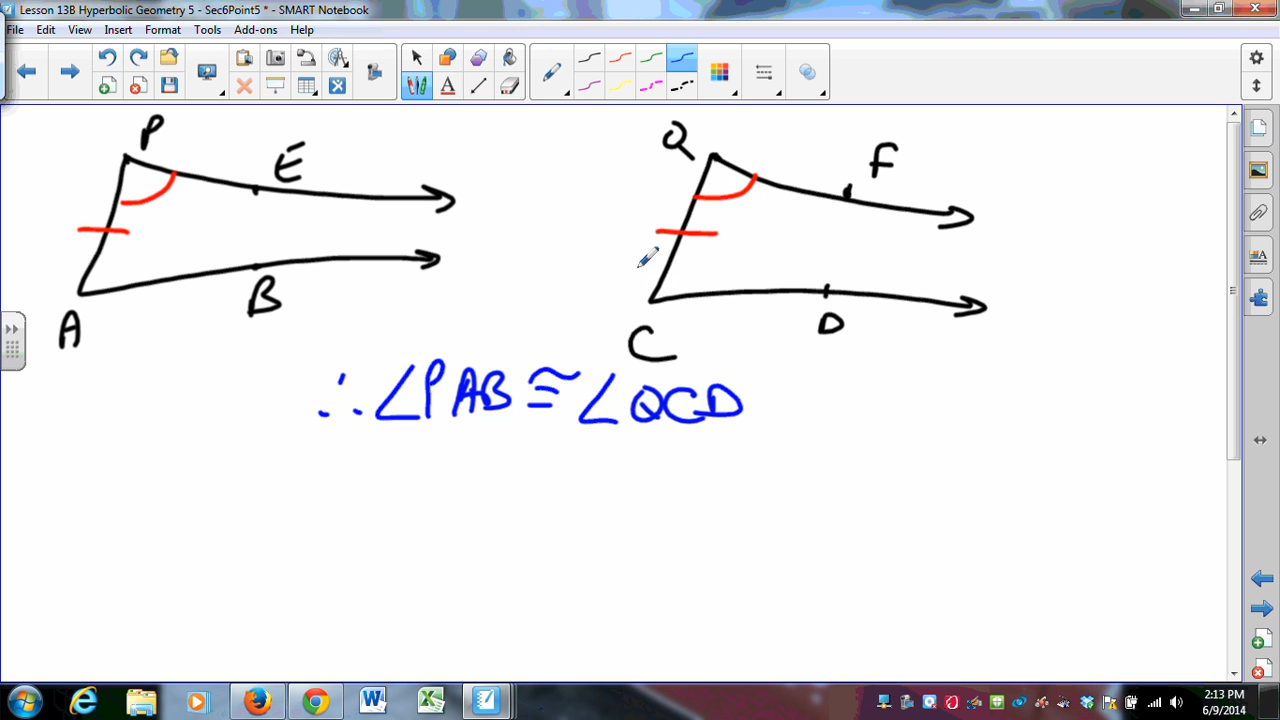 Lesson 13B Hyperbolic Geometry 5 - Sec6Point5 * - SMART Notebook
File Edit View Insert Format Tools Add-ons Help
P
E
Q
F
A
B
C
D
∴ ∠PAB ≅ ∠QCD
2:13 PM
6/9/2014